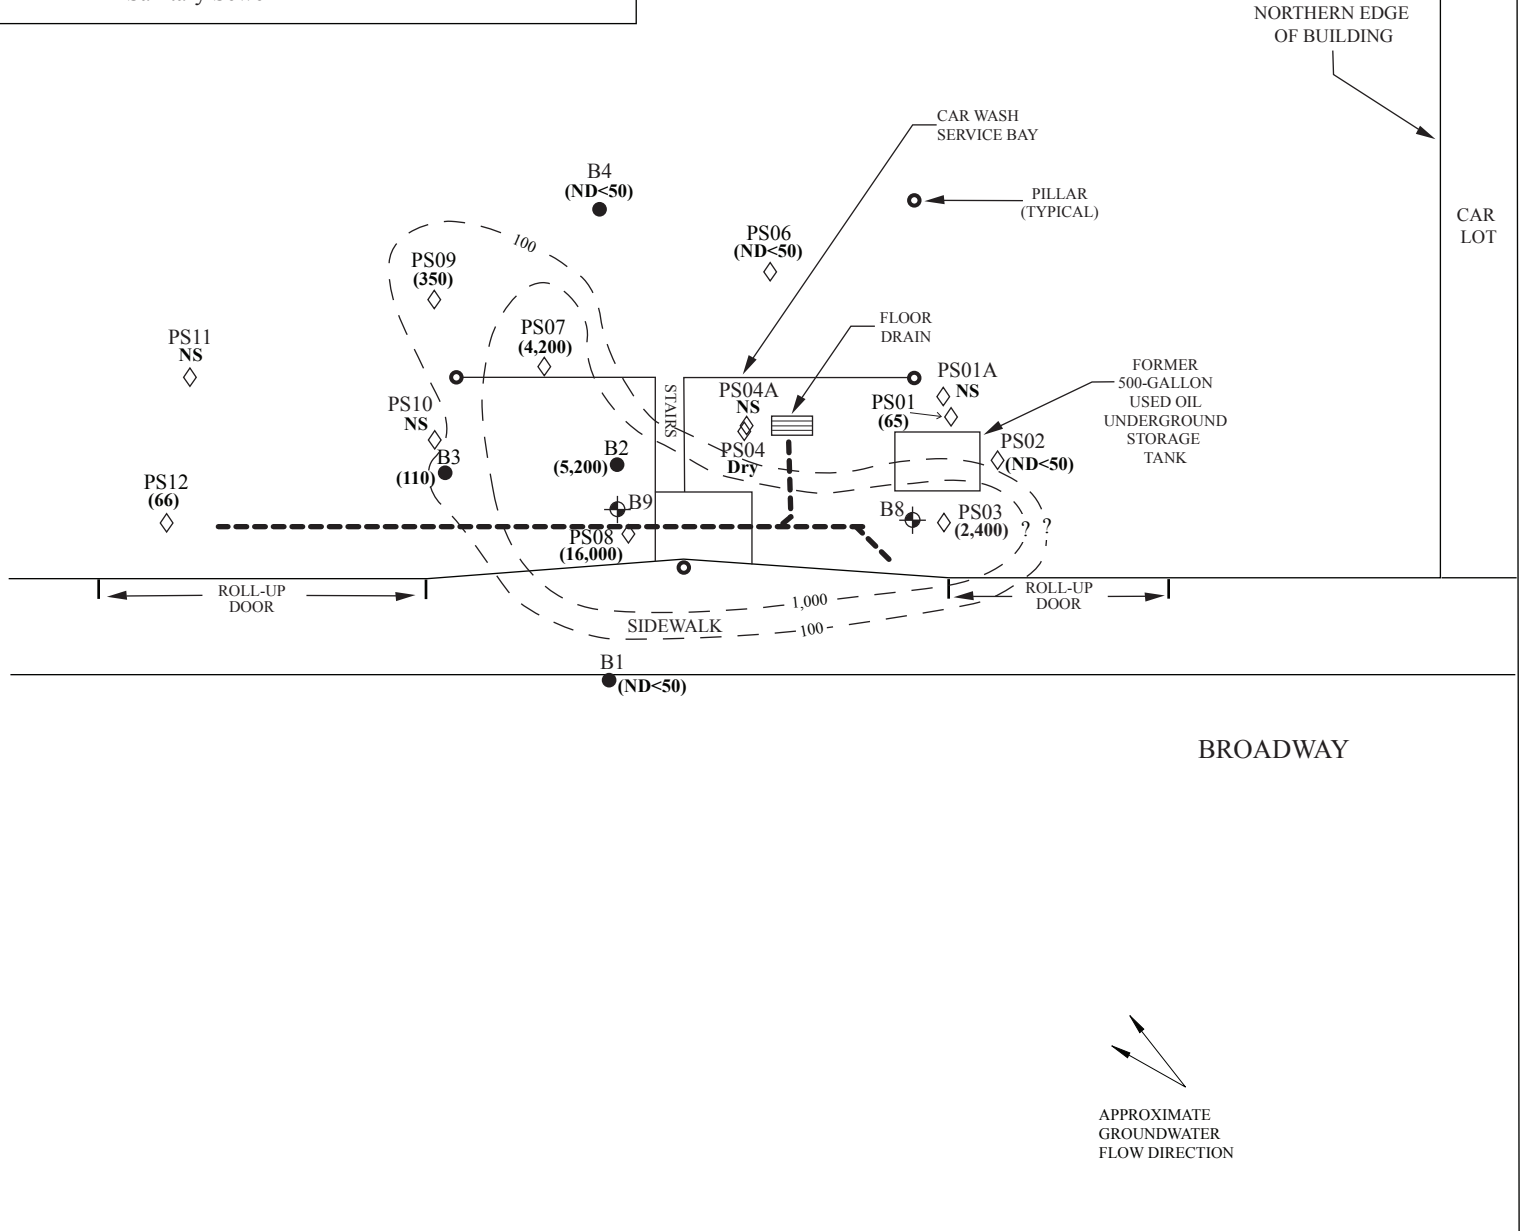 NORTHERN EDGE
OF BUILDING
CAR WASH
SERVICE BAY
B4
(ND<50)
PILLAR
(TYPICAL)
CAR
LOT
PS06
(ND<50)
100
PS09
(350)
PS07
(4,200)
FLOOR
DRAIN
PS11
NS
FORMER
500-GALLON
USED OIL
UNDERGROUND
STORAGE
TANK
PS01A
NS
PS04A
NS
STAIRS
PS01
(65)
PS10
NS
B3
(110)
B2
(5,200)
PS04
Dry
PS02
(ND<50)
PS12
(66)
B9
B8
PS03
(2,400)
?
?
PS08
(16,000)
ROLL-UP
DOOR
ROLL-UP
DOOR
1,000
SIDEWALK
100
B1
(ND<50)
BROADWAY
APPROXIMATE
GROUNDWATER
FLOW DIRECTION